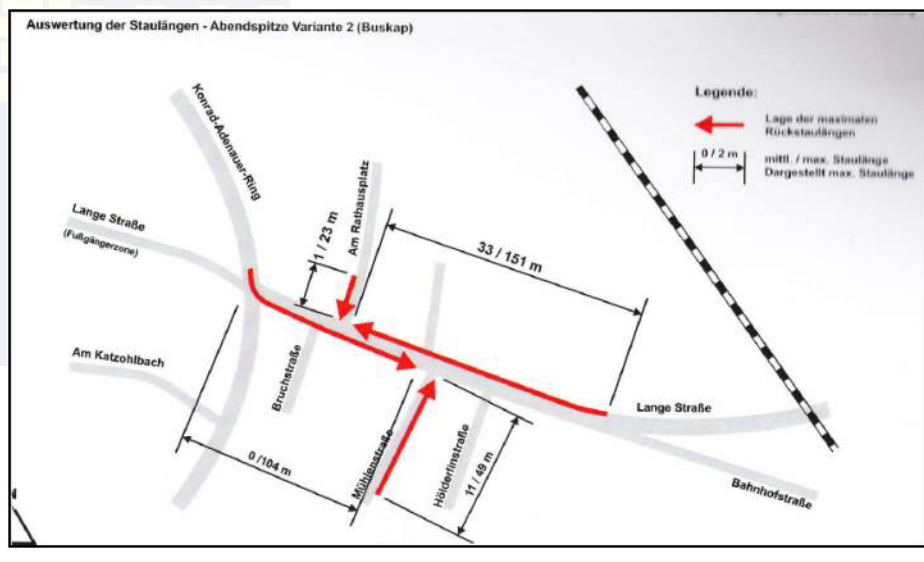 Auswertung der Staulängen - Abendspitze Variante 2 (Buskap)
Legende:
Lage der maximalen
Rückstaulängen
0 / 2 m
mittl. / max. Staulänge
Dargestellt max. Staulänge
Konrad-Adenauer-Ring
Lange Straße
(Fußgängerzone)
Am Rathausplatz
1 / 23 m
33 / 151 m
Am Katzohlbach
Bruchstraße
Lange Straße
0 /104 m
Mühlenstraße
Hölderlinstraße
11 / 49 m
Bahnhofstraße